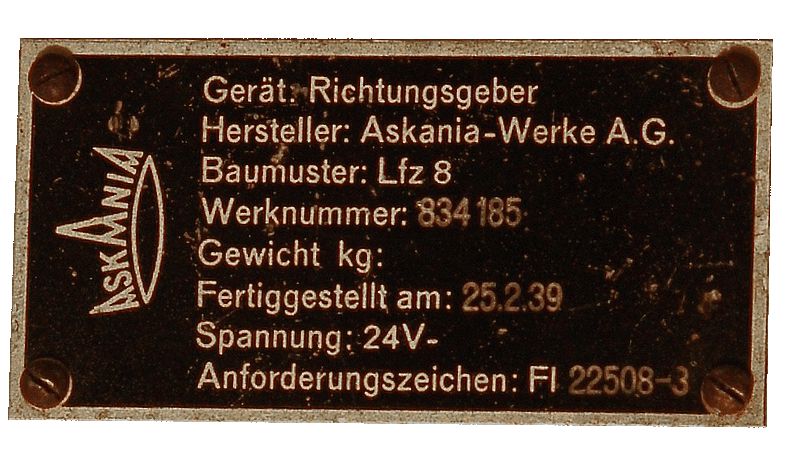 Gerät: Richtungsgeber
Hersteller: Askania-Werke A.G.
Baumuster: Lfz 8
Werknummer: 834185
Gewicht kg:
Fertiggestellt am: 25.2.39
Spannung: 24V-
Anforderungszeichen: Fl 22508-3
ASKANIA